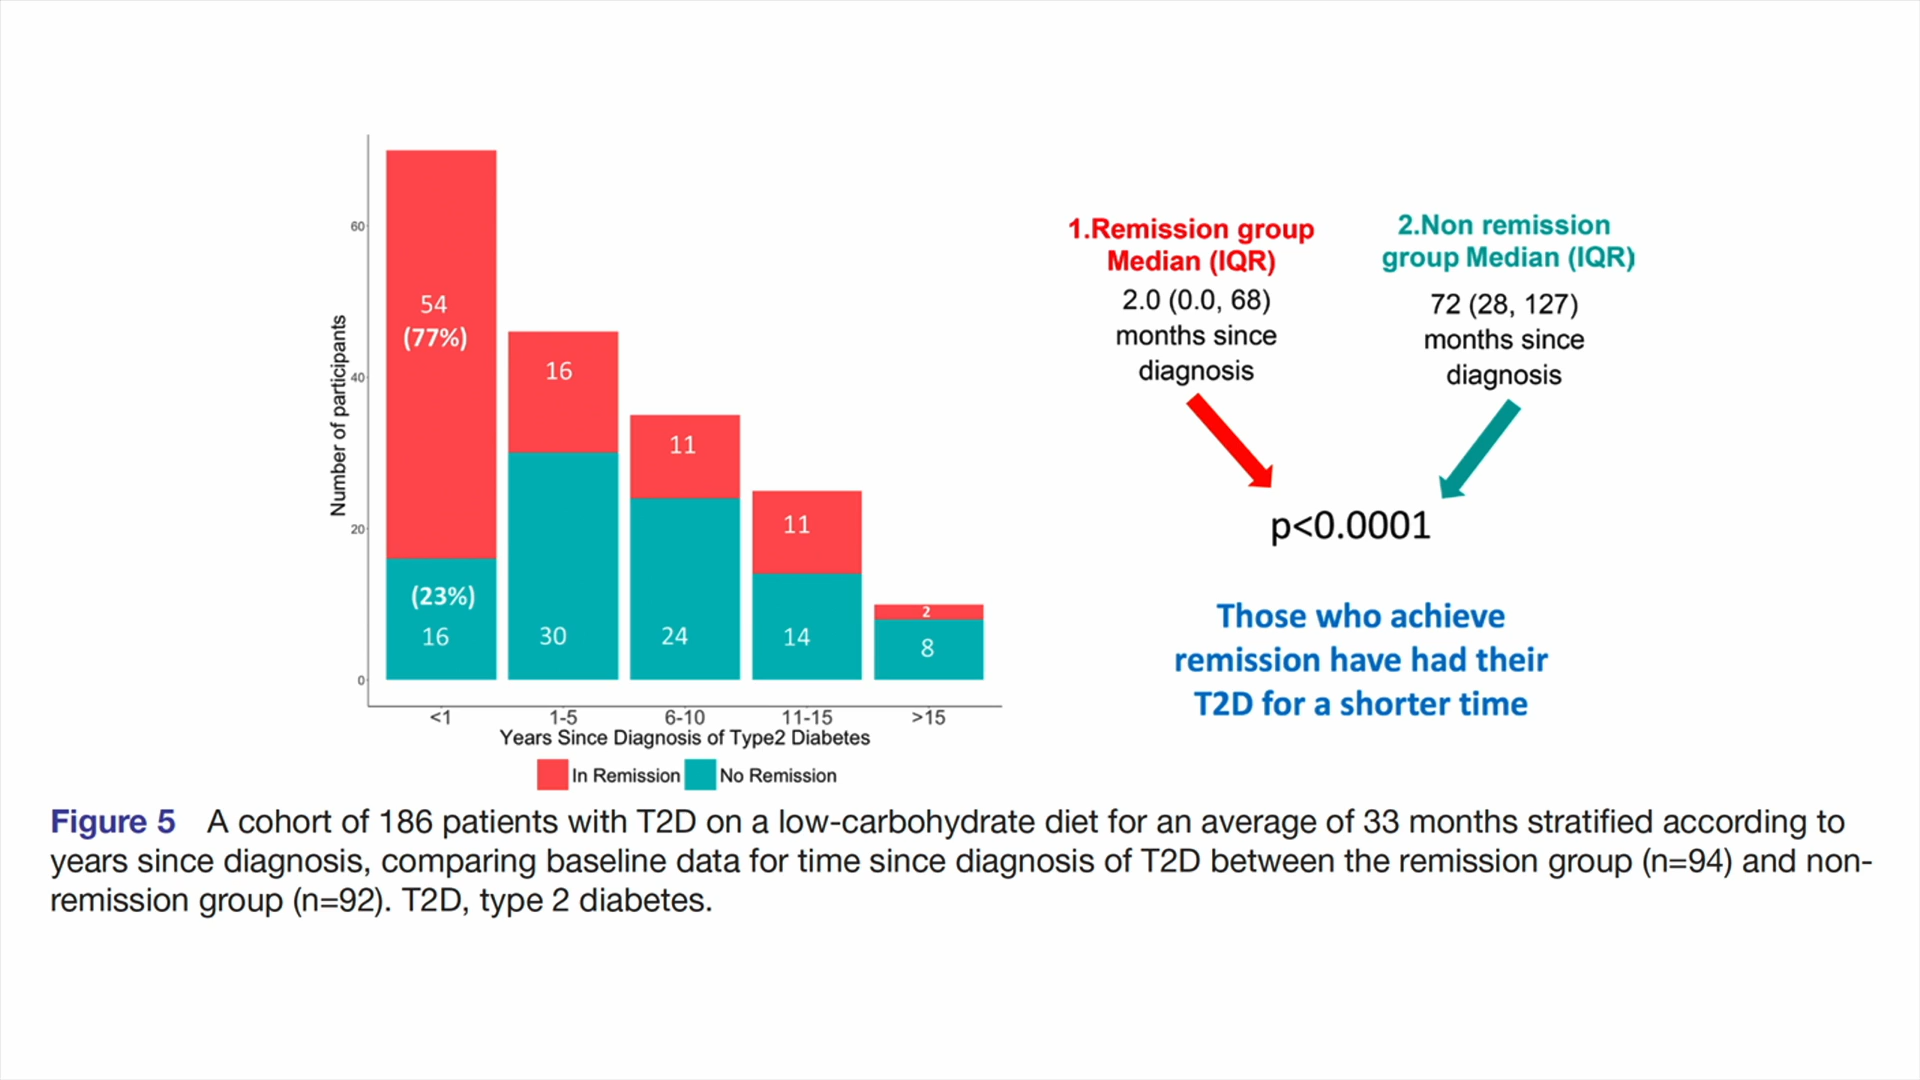 60
40
20
0
Number of participants
54
(77%)
(23%)
16
16
30
11
24
11
14
2
8
<1 1-5 6-10 11-15 >15
Years Since Diagnosis of Type2 Diabetes
In Remission No Remission
1.Remission group
Median (IQR)
2.0 (0.0, 68)
months since
diagnosis
2.Non remission
group Median (IQR)
72 (28, 127)
months since
diagnosis
p<0.0001
Those who achieve
remission have had their
T2D for a shorter time
Figure 5 A cohort of 186 patients with T2D on a low-carbohydrate diet for an average of 33 months stratified according to
years since diagnosis, comparing baseline data for time since diagnosis of T2D between the remission group (n=94) and non-
remission group (n=92). T2D, type 2 diabetes.